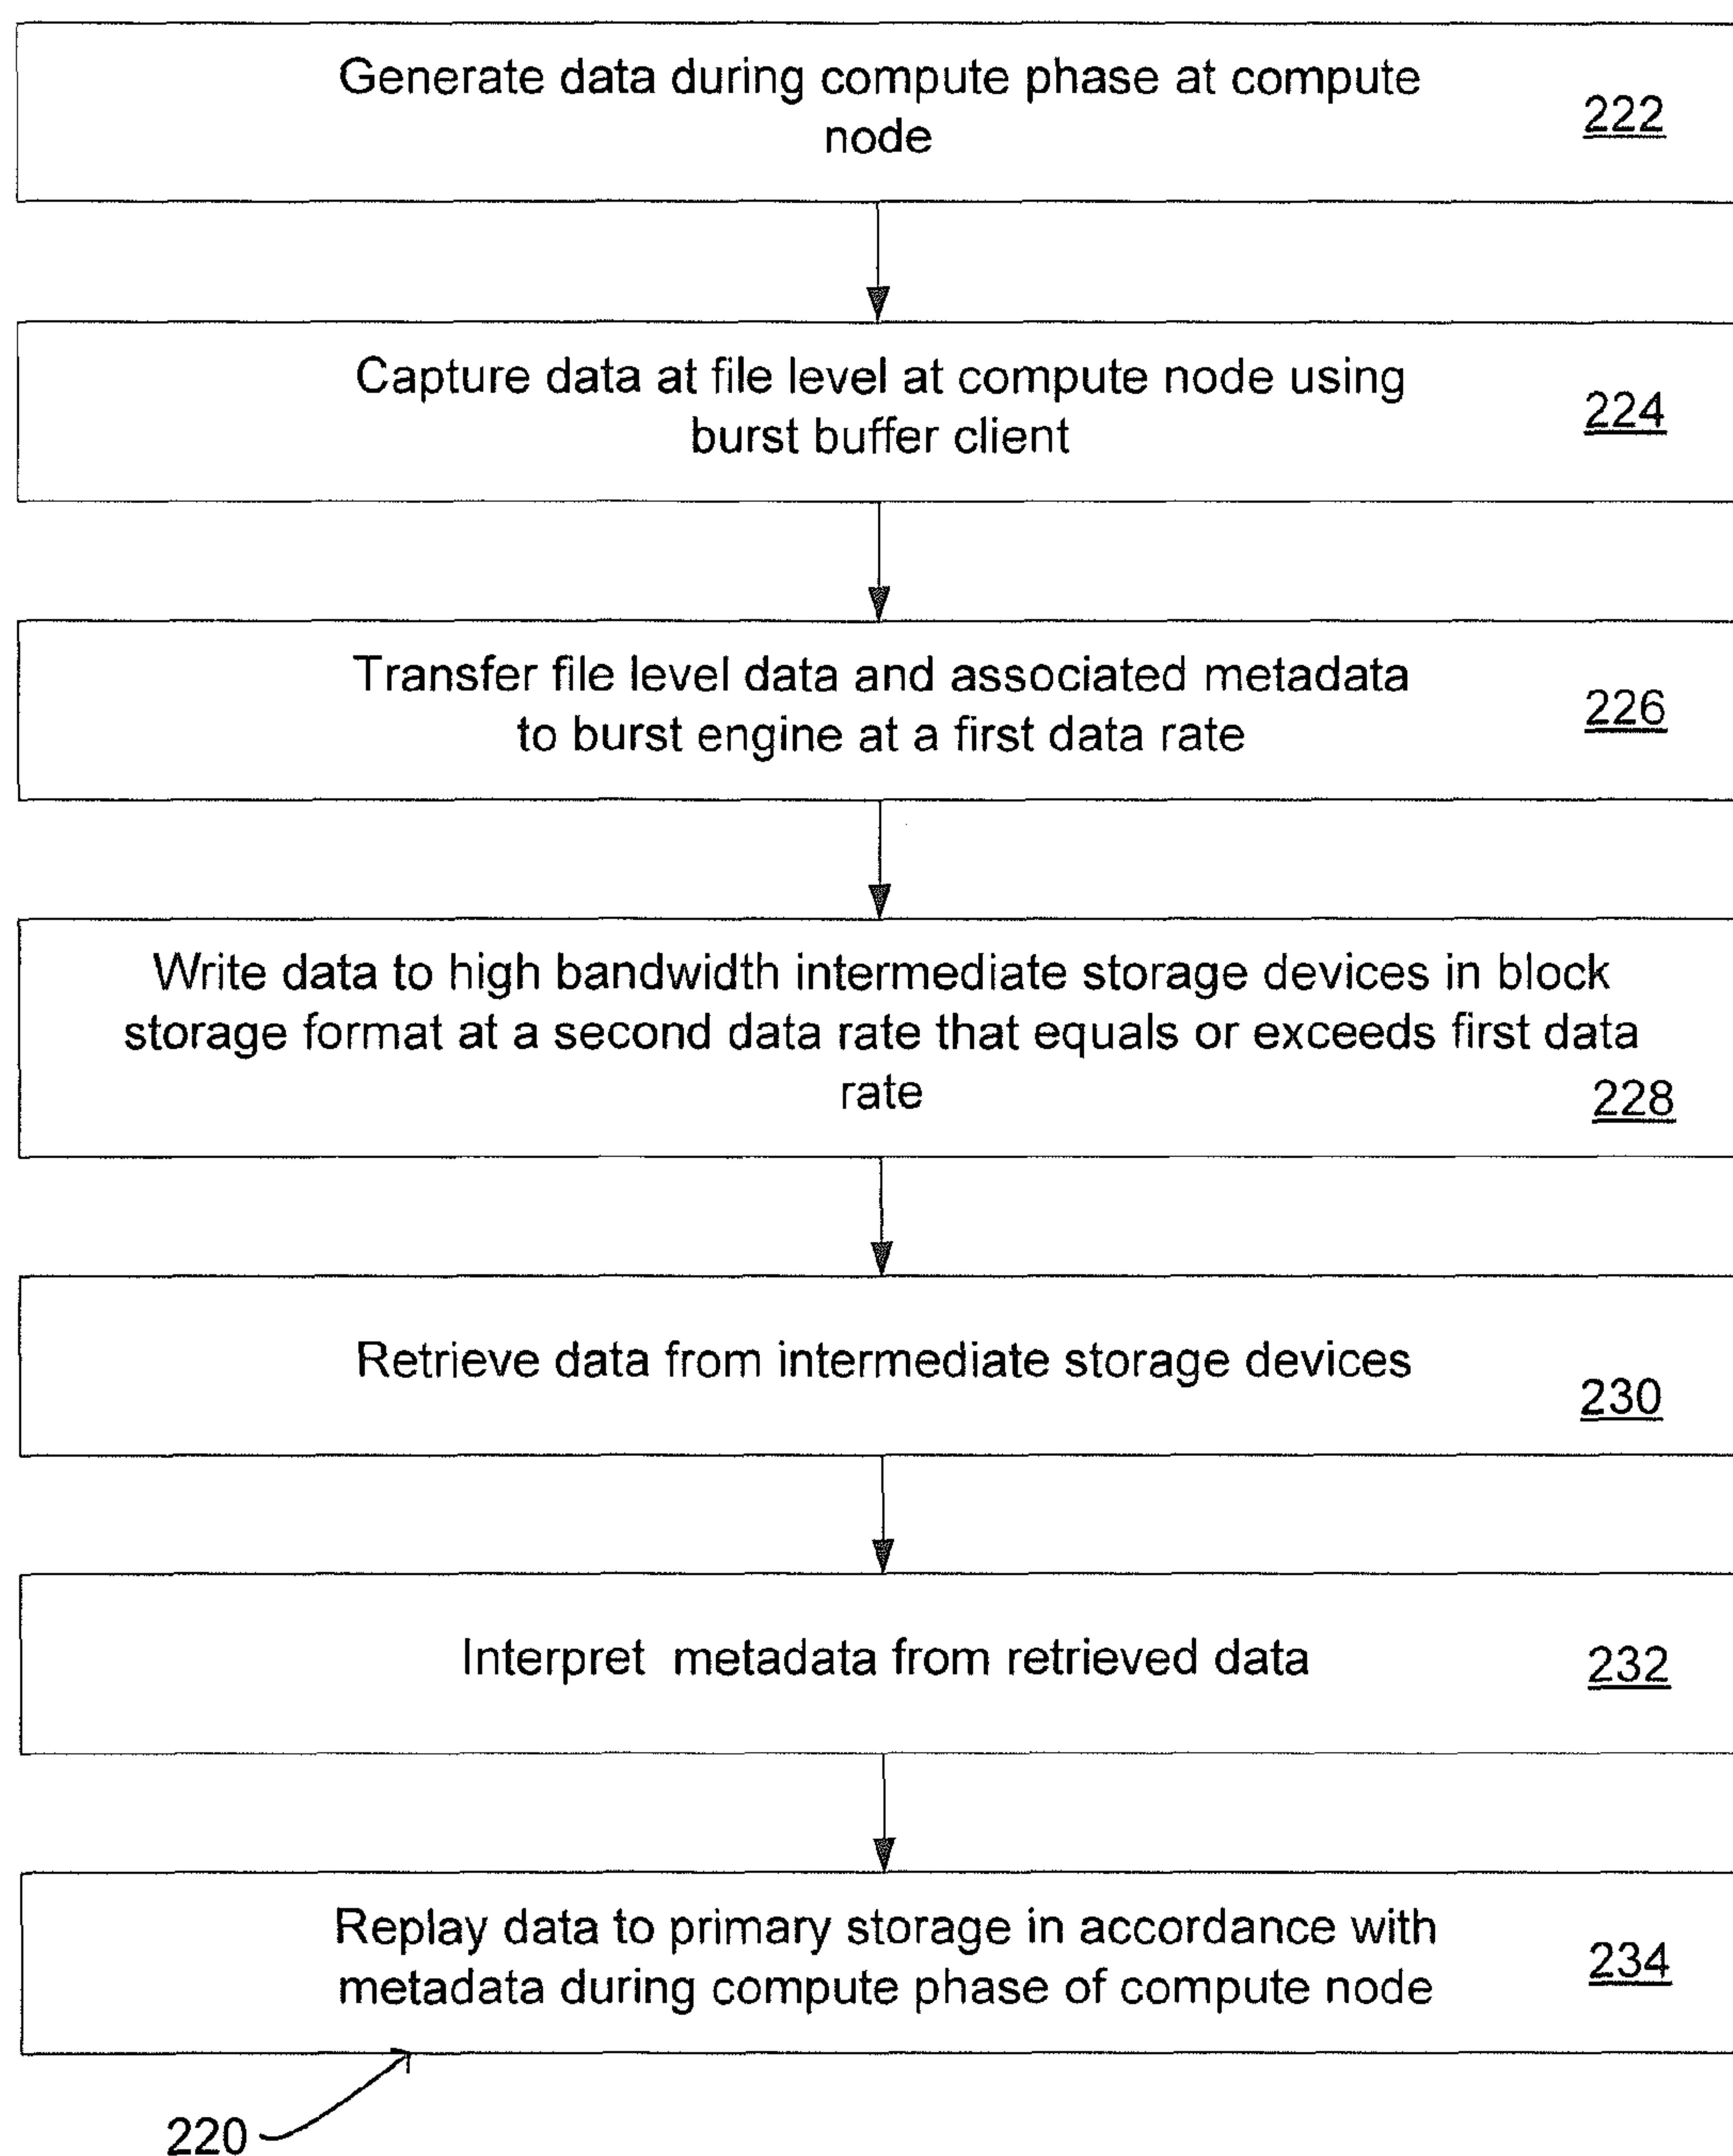 Generate data during compute phase at compute
node
222
Capture data at file level at compute node using
burst buffer client
224
Transfer file level data and associated metadata
to burst engine at a first data rate
226
Write data to high bandwidth intermediate storage devices in block
storage format at a second data rate that equals or exceeds first data
rate
228
Retrieve data from intermediate storage devices
230
Interpret metadata from retrieved data
232
Replay data to primary storage in accordance with
metadata during compute phase of compute node
234
220